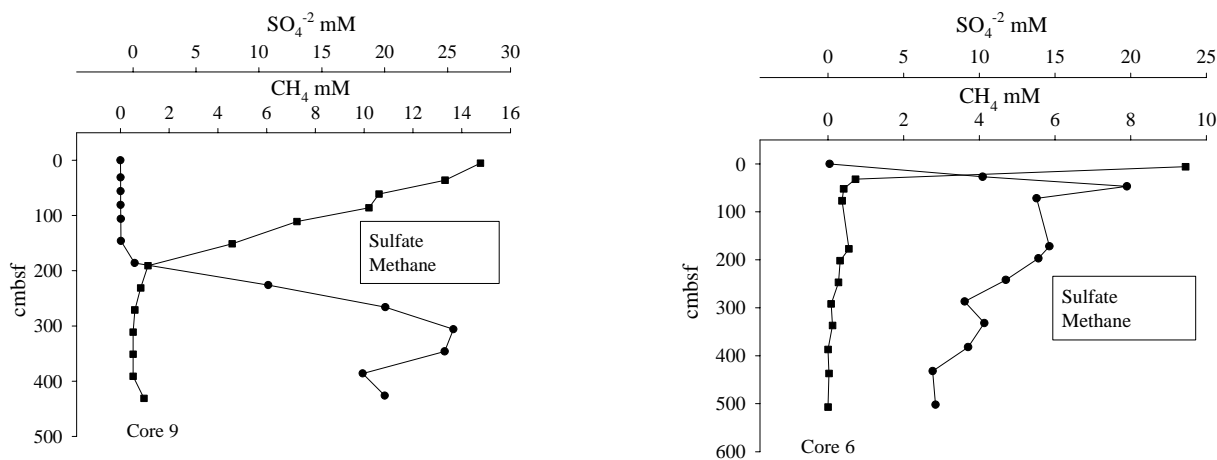 SO₄⁻² mM
0 5 10 15 20 25 30
CH₄ mM
0 2 4 6 8 10 12 14 16
0
100
200
300
400
500
cmbsf
Sulfate
Methane
Core 9
SO₄⁻² mM
0 5 10 15 20 25
CH₄ mM
0 2 4 6 8 10
0
100
200
300
400
500
600
cmbsf
Sulfate
Methane
Core 6